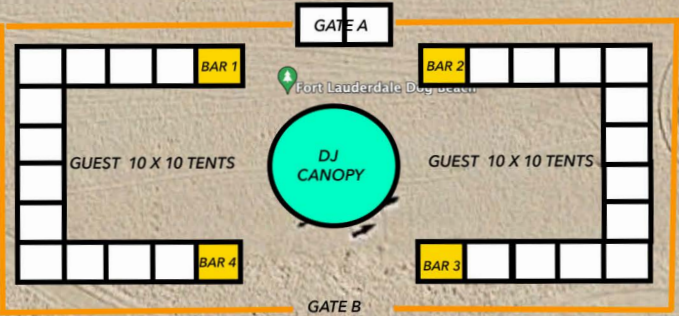 GATE A
BAR 1
BAR 2
Fort Lauderdale Dog Beach
GUEST 10 X 10 TENTS
DJ
CANOPY
GUEST 10 X 10 TENTS
BAR 4
BAR 3
GATE B